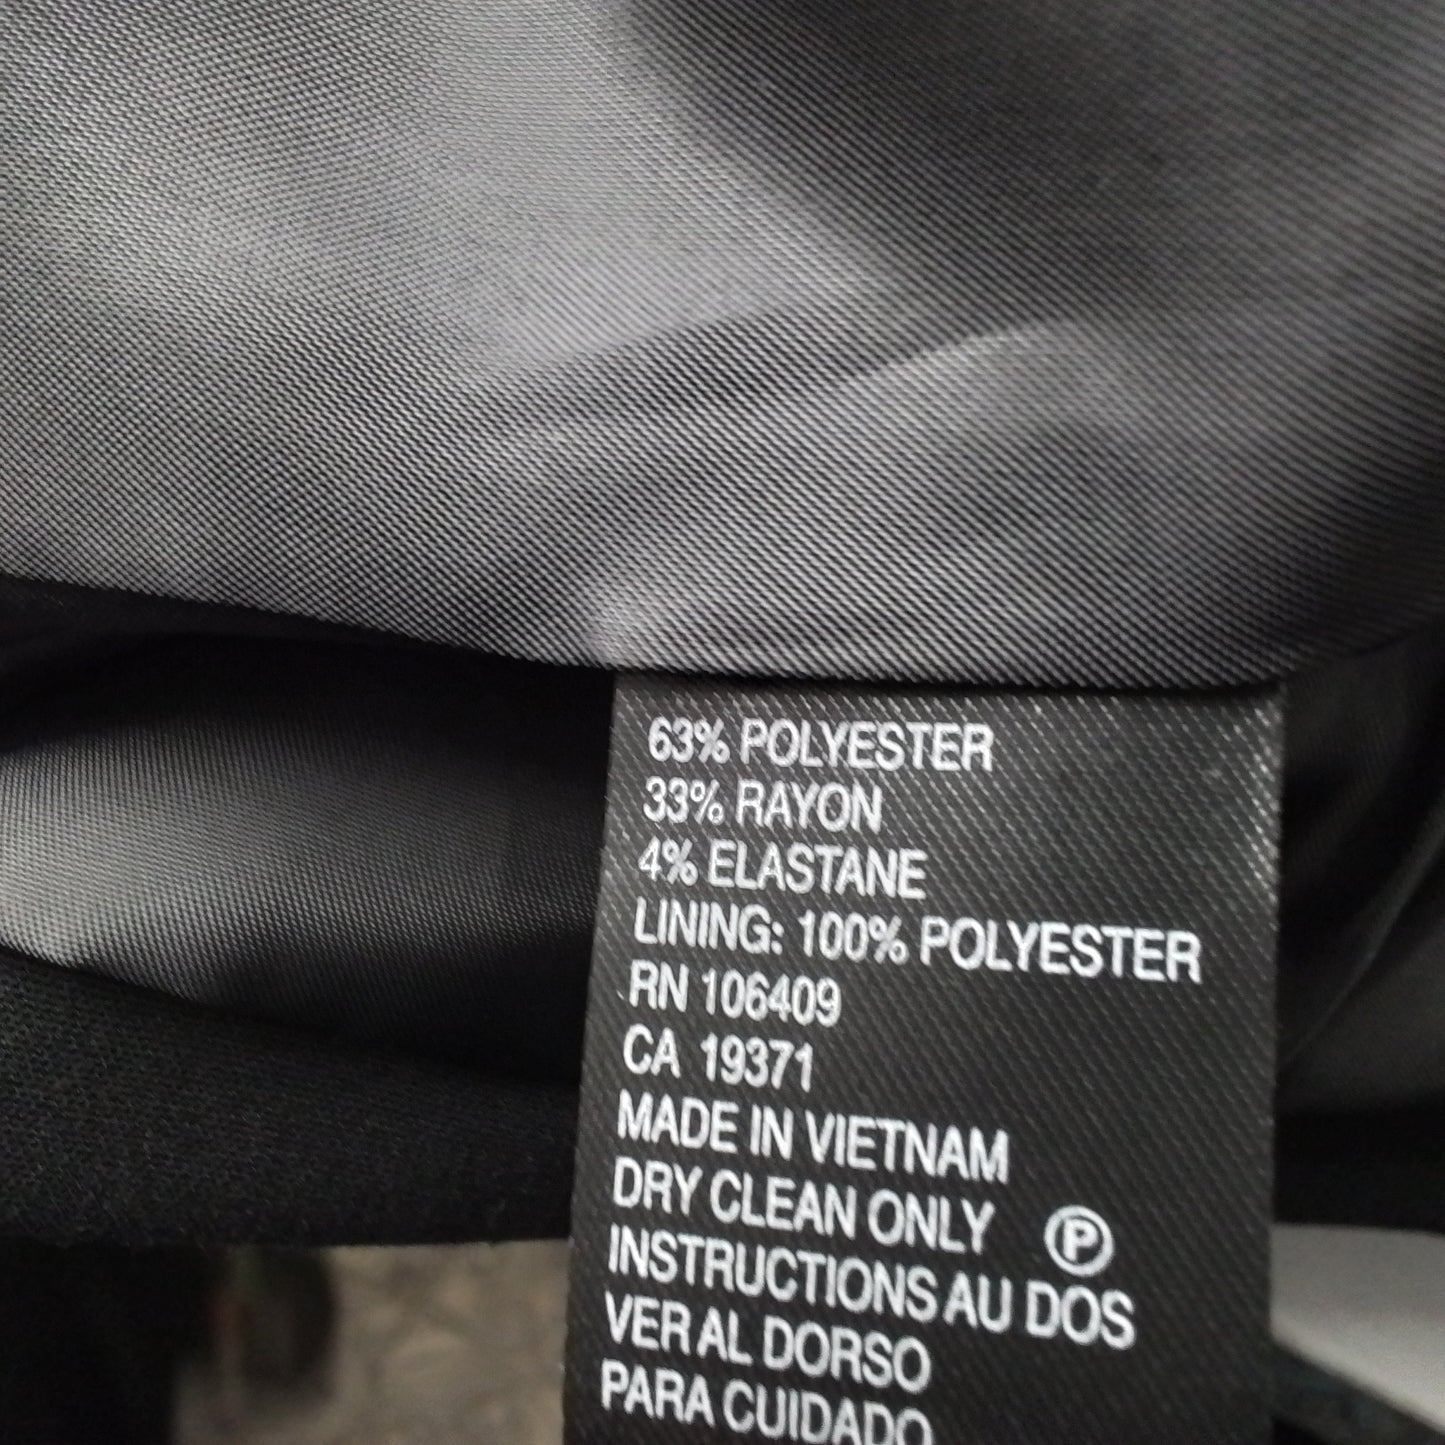 63% POLYESTER
33% RAYON
4% ELASTANE
LINING: 100% POLYESTER
RN 106409
CA 19371
MADE IN VIETNAM
DRY CLEAN ONLY Ⓟ
INSTRUCTIONS AU DOS
VER AL DORSO
PARA CUIDADO